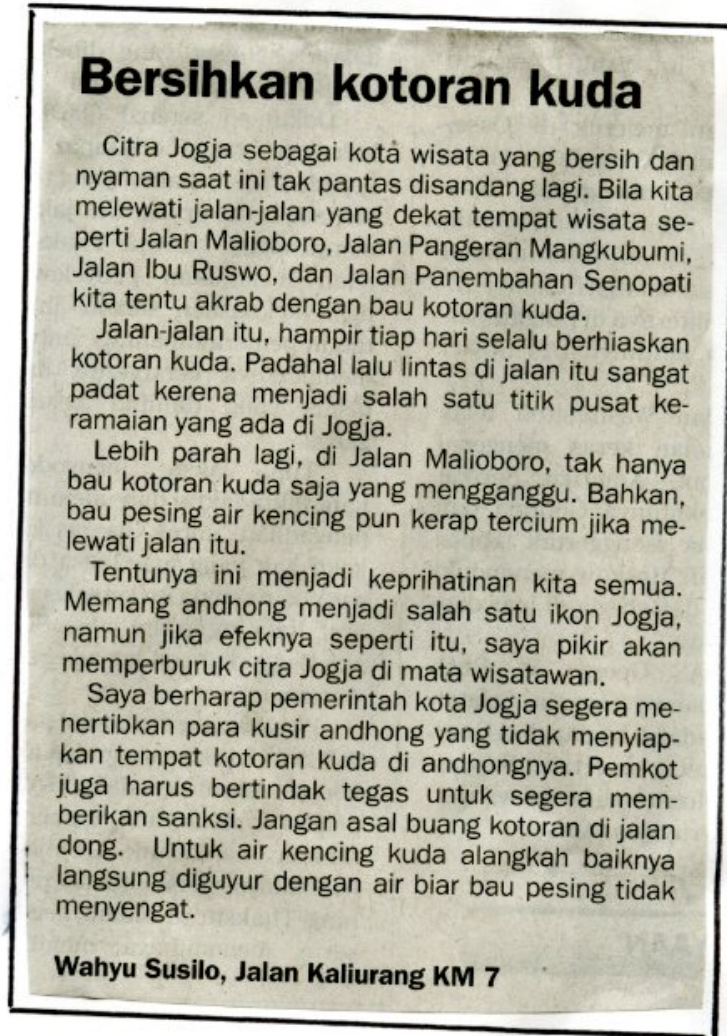 Bersihkan kotoran kuda
Citra Jogja sebagai kota wisata yang bersih dan
nyaman saat ini tak pantas disandang lagi. Bila kita
melewati jalan-jalan yang dekat tempat wisata se-
perti Jalan Malioboro, Jalan Pangeran Mangkubumi,
Jalan Ibu Ruswo, dan Jalan Panembahan Senopati
kita tentu akrab dengan bau kotoran kuda.
Jalan-jalan itu, hampir tiap hari selalu berhiaskan
kotoran kuda. Padahal lalu lintas di jalan itu sangat
padat kerena menjadi salah satu titik pusat ke-
ramaian yang ada di Jogja.
Lebih parah lagi, di Jalan Malioboro, tak hanya
bau kotoran kuda saja yang mengganggu. Bahkan,
bau pesing air kencing pun kerap tercium jika me-
lewati jalan itu.
Tentunya ini menjadi keprihatinan kita semua.
Memang andhong menjadi salah satu ikon Jogja,
namun jika efeknya seperti itu, saya pikir akan
memperburuk citra Jogja di mata wisatawan.
Saya berharap pemerintah kota Jogja segera me-
nertibkan para kusir andhong yang tidak menyiap-
kan tempat kotoran kuda di andhongnya. Pemkot
juga harus bertindak tegas untuk segera mem-
berikan sanksi. Jangan asal buang kotoran di jalan
dong. Untuk air kencing kuda alangkah baiknya
langsung diguyur dengan air biar bau pesing tidak
menyengat.
Wahyu Susilo, Jalan Kaliurang KM 7